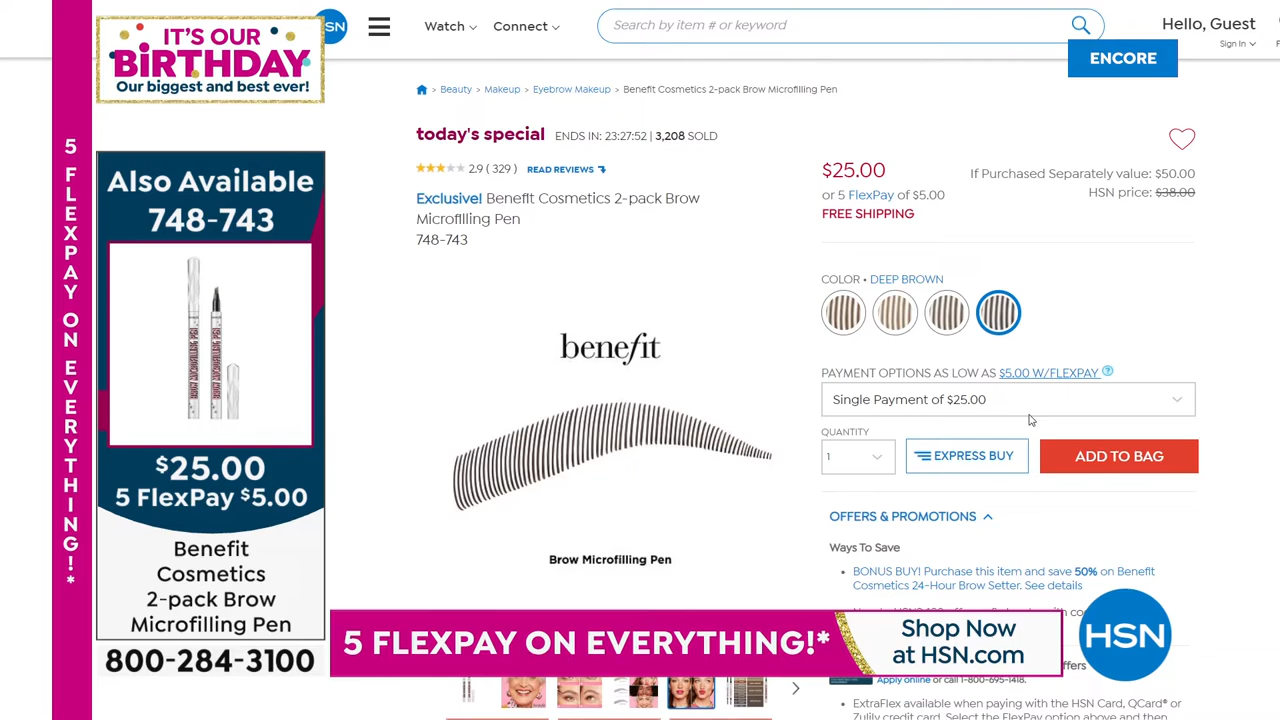 IT'S OUR
BiRTHDAY
Our biggest and best ever!
5 FLEXPAY ON EVERYTHING!*
Also Available
748-743
$25.00
5 FlexPay $5.00
Benefit
Cosmetics
2-pack Brow
Microfilling Pen
800-284-3100
Watch
Connect
Search by item # or keyword
Hello, Guest
Sign In
ENCORE
Beauty > Makeup > Eyebrow Makeup > Benefit Cosmetics 2-pack Brow Microfilling Pen
today's special ENDS IN: 23:27:52 | 3,208 SOLD
2.9 (329) READ REVIEWS
Exclusive! Benefit Cosmetics 2-pack Brow
Microfilling Pen
748-743
benefit
Brow Microfilling Pen
$25.00
If Purchased Separately value: $50.00
or 5 FlexPay of $5.00
HSN price: $38.00
FREE SHIPPING
COLOR • DEEP BROWN
PAYMENT OPTIONS AS LOW AS $5.00 W/FLEXPAY ?
Single Payment of $25.00
QUANTITY
1
EXPRESS BUY
ADD TO BAG
OFFERS & PROMOTIONS
Ways To Save
• BONUS BUY! Purchase this item and save 50% on Benefit
Cosmetics 24-Hour Brow Setter. See details
5 FLEXPAY ON EVERYTHING!*
Shop Now
at HSN.com
HSN
Apply online or call 1-800-695-1418.
• ExtraFlex available when paying with the HSN Card, QCard® or
Zulily credit card. Select the FlexPay option above and then